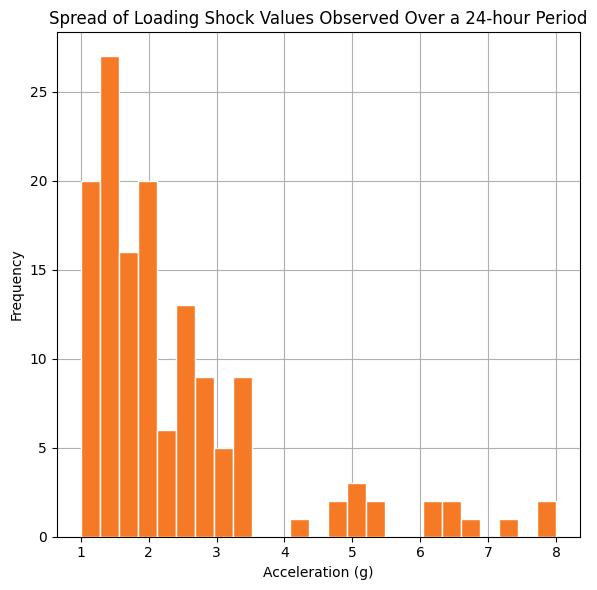 Spread of Loading Shock Values Observed Over a 24-hour Period
25
20
15
10
5
0
Frequency
1 2 3 4 5 6 7 8
Acceleration (g)